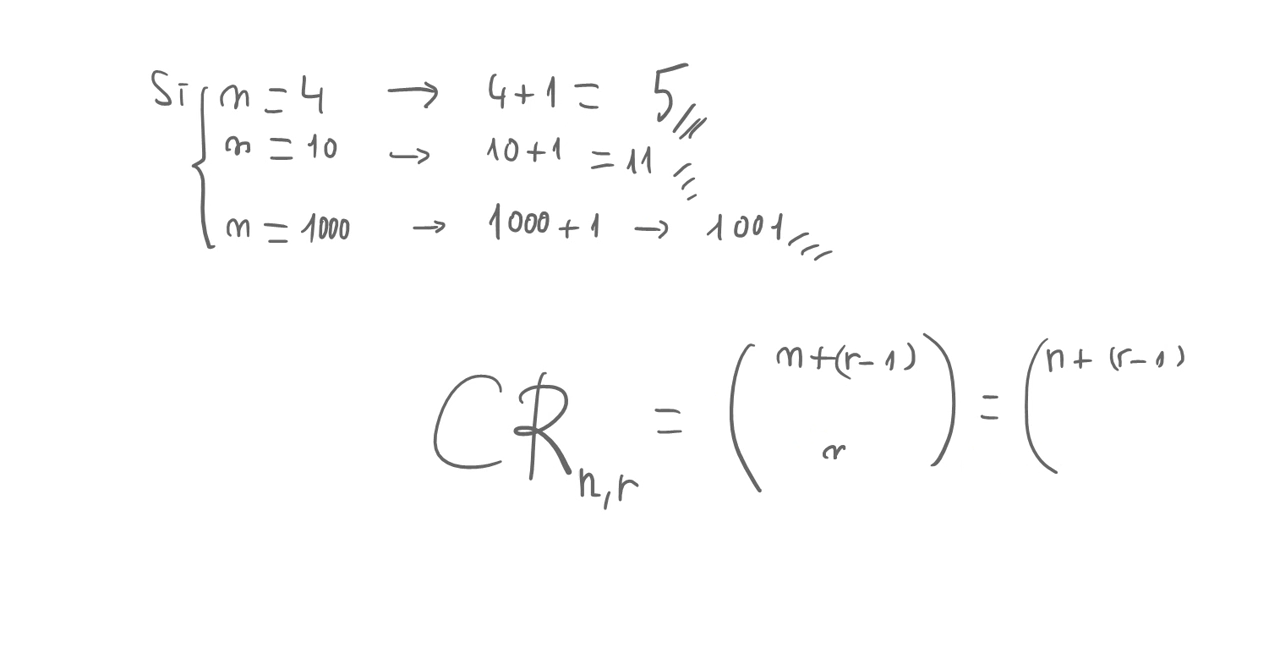 Si { n = 4 → 4+1 = 5
n = 10 → 10+1 = 11
n = 1000 → 1000+1 → 1001
CR n,r = ( n+(r-1) r ) = ( n+ (r-1)